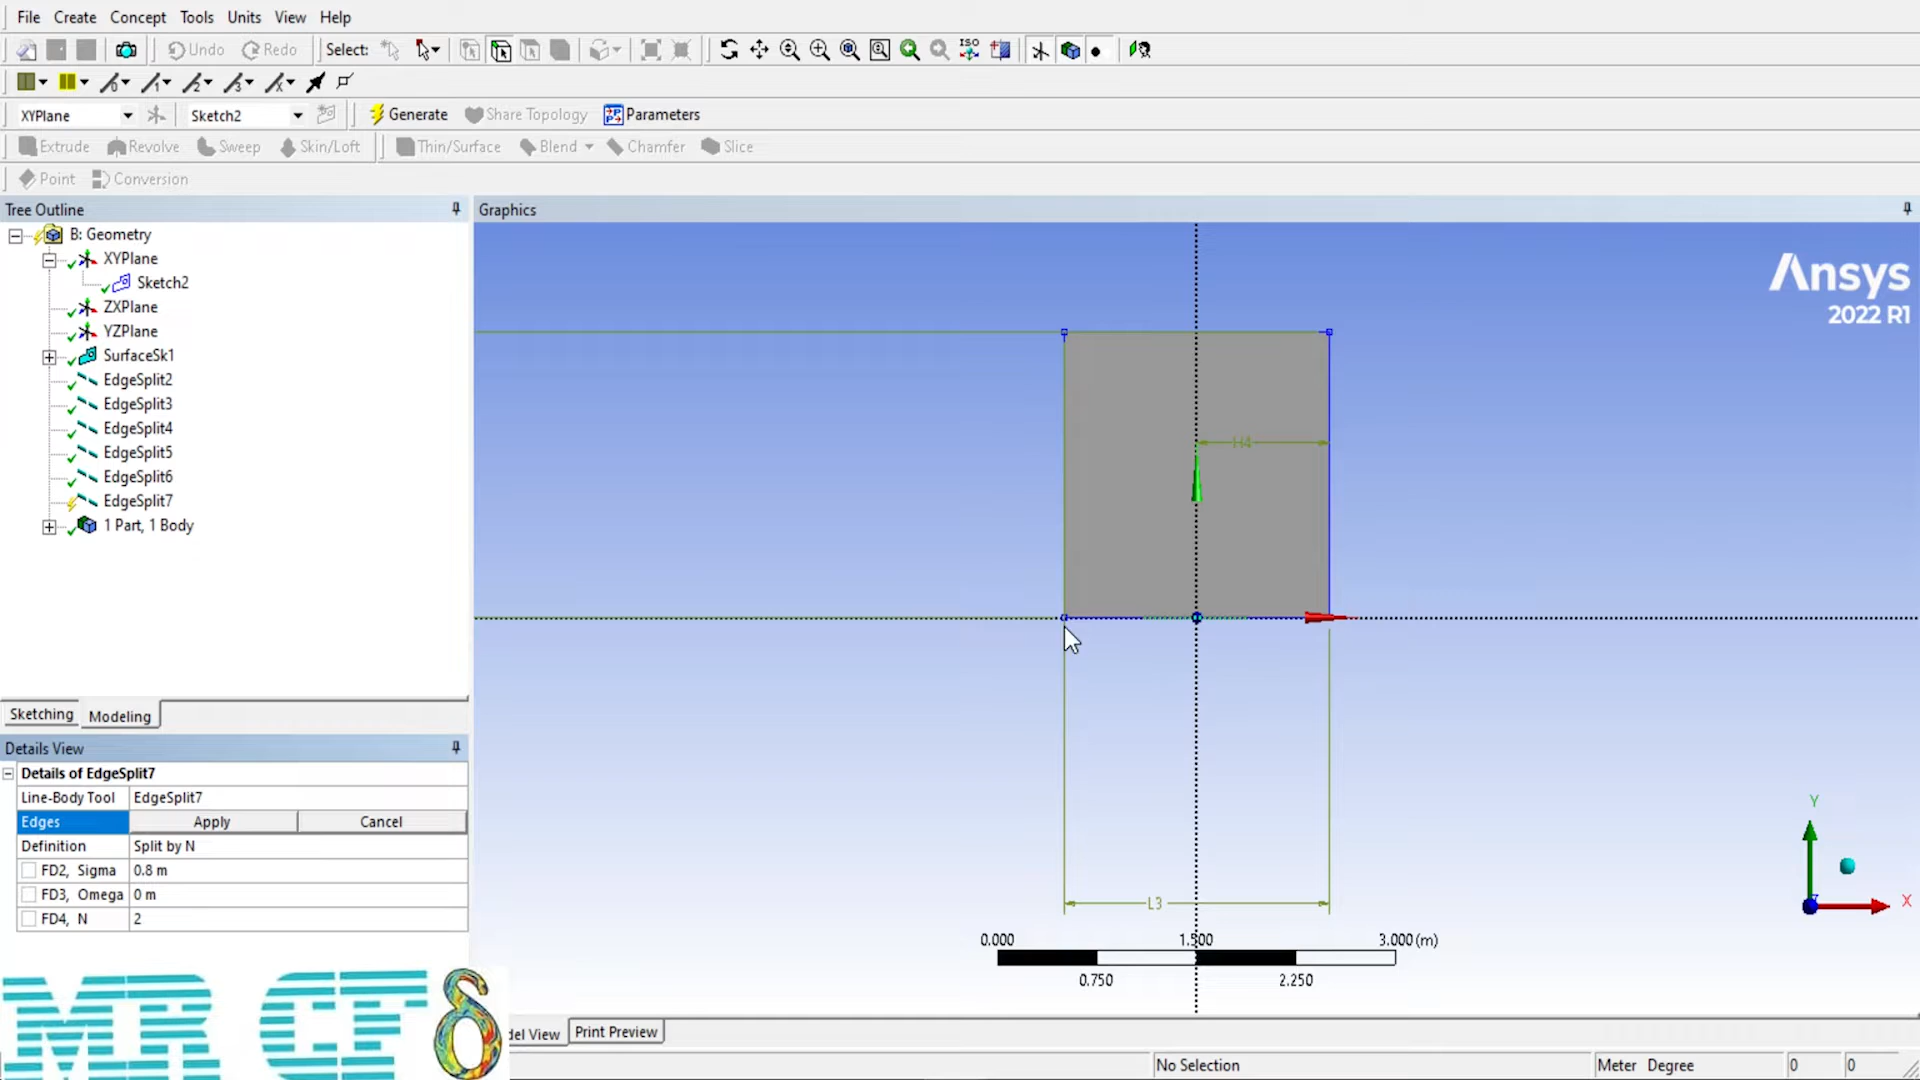 File Create Concept Tools Units View Help
Undo Redo Select: ISO
XYPlane Sketch2 Generate Share Topology Parameters
Extrude Revolve Sweep Skin/Loft Thin/Surface Blend Chamfer Slice
Point Conversion
Tree Outline
B: Geometry
XYPlane
Sketch2
ZXPlane
YZPlane
SurfaceSk1
EdgeSplit2
EdgeSplit3
EdgeSplit4
EdgeSplit5
EdgeSplit6
EdgeSplit7
1 Part, 1 Body
Sketching Modeling
Details View
Details of EdgeSplit7
Line-Body Tool EdgeSplit7
Edges Apply Cancel
Definition Split by N
FD2, Sigma 0.8 m
FD3, Omega 0 m
FD4, N 2
MR CFδ
Graphics
Ansys
2022 R1
H4
L3
0.000 1.500 3.000 (m)
0.750 2.250
Y
X
del View Print Preview
No Selection Meter Degree 0 0